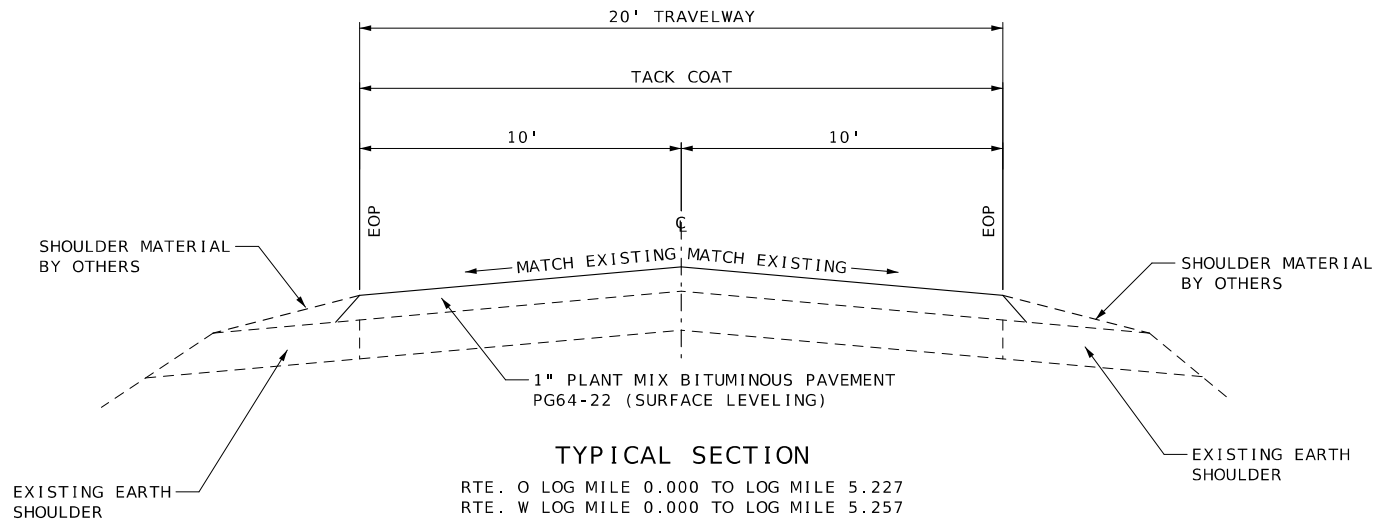 20' TRAVELWAY
TACK COAT
10'
10'
EOP
℄
EOP
SHOULDER MATERIAL
BY OTHERS
MATCH EXISTING
MATCH EXISTING
SHOULDER MATERIAL
BY OTHERS
1" PLANT MIX BITUMINOUS PAVEMENT
PG64-22 (SURFACE LEVELING)
EXISTING EARTH
SHOULDER
EXISTING EARTH
SHOULDER
TYPICAL SECTION
RTE. O LOG MILE 0.000 TO LOG MILE 5.227
RTE. W LOG MILE 0.000 TO LOG MILE 5.257